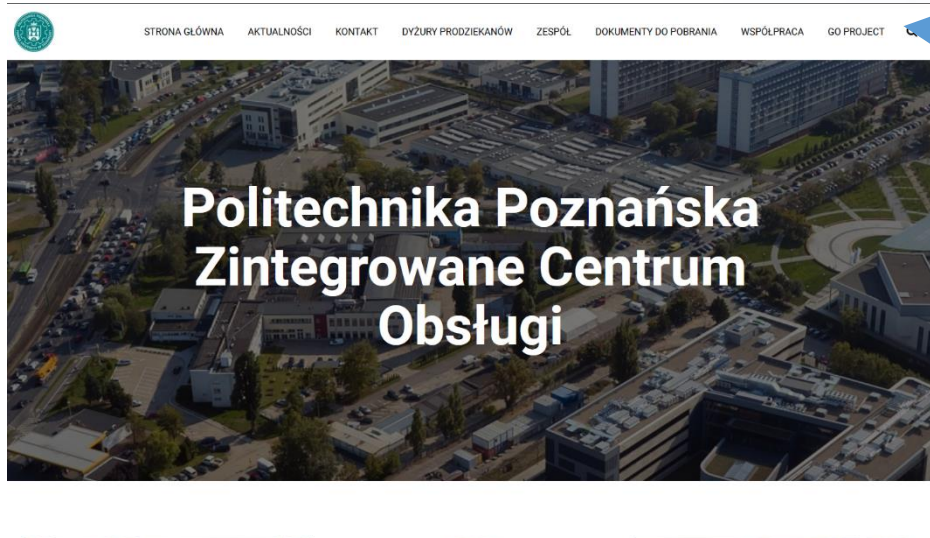 STRONA GŁÓWNA AKTUALNOŚCI KONTAKT DYŻURY PRODZIEKANÓW ZESPÓŁ DOKUMENTY DO POBRANIA WSPÓŁPRACA GO PROJECT
Politechnika Poznańska
Zintegrowane Centrum
Obsługi